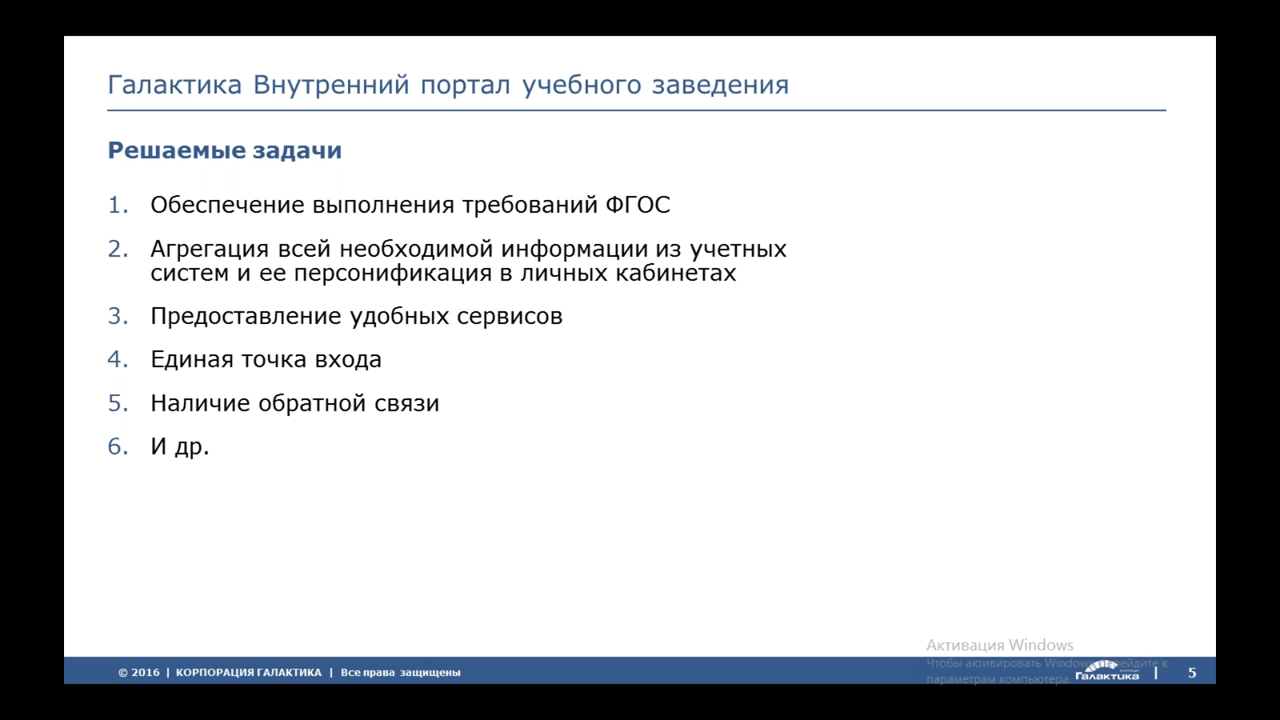 Галактика Внутренний портал учебного заведения
Решаемые задачи
1. Обеспечение выполнения требований ФГОС
2. Агрегация всей необходимой информации из учетных
систем и ее персонификация в личных кабинетах
3. Предоставление удобных сервисов
4. Единая точка входа
5. Наличие обратной связи
6. И др.
Активация Windows
Чтобы активировать Windows, перейдите к
параметрам компьютера.
© 2016 | КОРПОРАЦИЯ ГАЛАКТИКА | Все права защищены
Галактика | 5